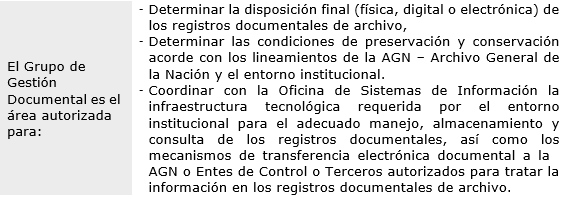 El Grupo de
Gestión
Documental es el
área autorizada
para:
- Determinar la disposición final (física, digital o electrónica) de
los registros documentales de archivo,
- Determinar las condiciones de preservación y conservación
acorde con los lineamientos de la AGN – Archivo General de
la Nación y el entorno institucional.
- Coordinar con la Oficina de Sistemas de Información la
infraestructura tecnológica requerida por el entorno
institucional para el adecuado manejo, almacenamiento y
consulta de los registros documentales, así como los
mecanismos de transferencia electrónica documental a la
AGN o Entes de Control o Terceros autorizados para tratar la
información en los registros documentales de archivo.